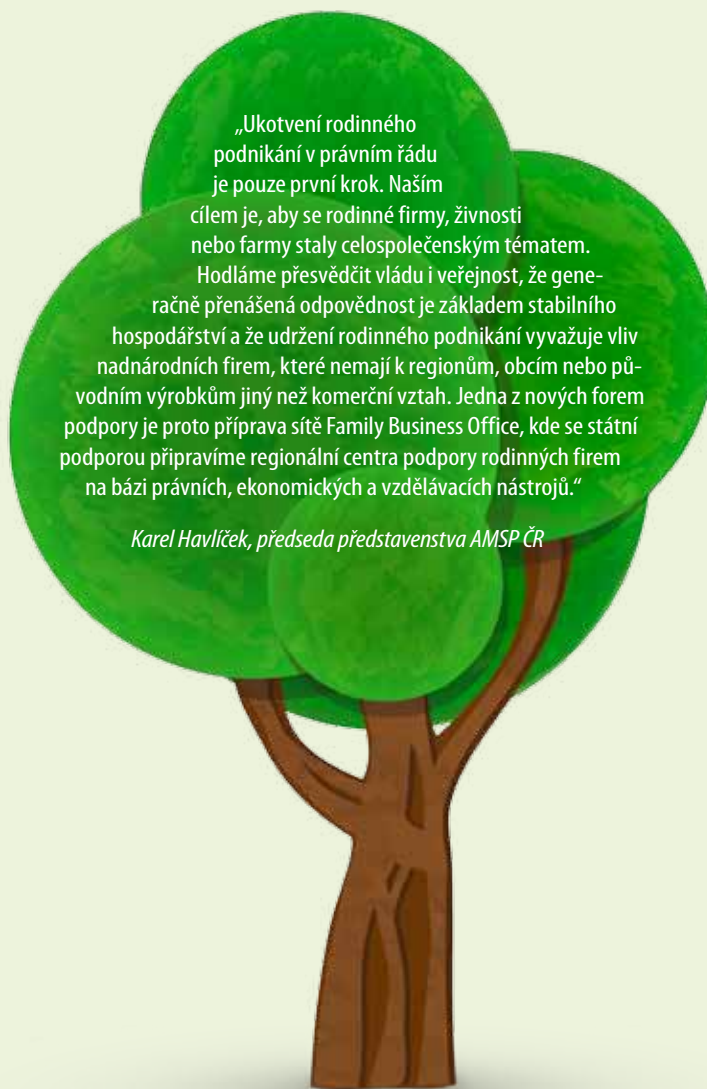 „Ukotvení rodinného
podnikání v právním řádu
je pouze první krok. Naším
cílem je, aby se rodinné firmy, živnosti
nebo farmy staly celospolečenským tématem.
Hodláme přesvědčit vládu i veřejnost, že gene-
račně přenášená odpovědnost je základem stabilního
hospodářství a že udržení rodinného podnikání vyvažuje vliv
nadnárodních firem, které nemají k regionům, obcím nebo pů-
vodním výrobkům jiný než komerční vztah. Jedna z nových forem
podpory je proto příprava sítě Family Business Office, kde se státní
podporou připravíme regionální centra podpory rodinných firem
na bázi právních, ekonomických a vzdělávacích nástrojů.“
Karel Havlíček, předseda představenstva AMSP ČR